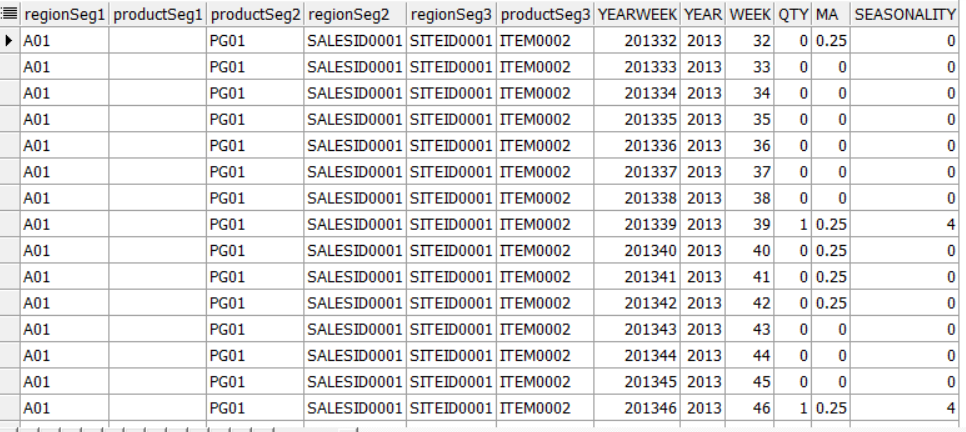 regionSeg1 productSeg1 productSeg2 regionSeg2 regionSeg3 productSeg3 YEARWEEK YEAR WEEK QTY MA SEASONALITY
A01 PG01 SALESID0001 SITEID0001 ITEM0002 201332 2013 32 0 0.25 0
A01 PG01 SALESID0001 SITEID0001 ITEM0002 201333 2013 33 0 0 0
A01 PG01 SALESID0001 SITEID0001 ITEM0002 201334 2013 34 0 0 0
A01 PG01 SALESID0001 SITEID0001 ITEM0002 201335 2013 35 0 0 0
A01 PG01 SALESID0001 SITEID0001 ITEM0002 201336 2013 36 0 0 0
A01 PG01 SALESID0001 SITEID0001 ITEM0002 201337 2013 37 0 0 0
A01 PG01 SALESID0001 SITEID0001 ITEM0002 201338 2013 38 0 0 0
A01 PG01 SALESID0001 SITEID0001 ITEM0002 201339 2013 39 1 0.25 4
A01 PG01 SALESID0001 SITEID0001 ITEM0002 201340 2013 40 0 0.25 0
A01 PG01 SALESID0001 SITEID0001 ITEM0002 201341 2013 41 0 0.25 0
A01 PG01 SALESID0001 SITEID0001 ITEM0002 201342 2013 42 0 0.25 0
A01 PG01 SALESID0001 SITEID0001 ITEM0002 201343 2013 43 0 0 0
A01 PG01 SALESID0001 SITEID0001 ITEM0002 201344 2013 44 0 0 0
A01 PG01 SALESID0001 SITEID0001 ITEM0002 201345 2013 45 0 0 0
A01 PG01 SALESID0001 SITEID0001 ITEM0002 201346 2013 46 1 0.25 4